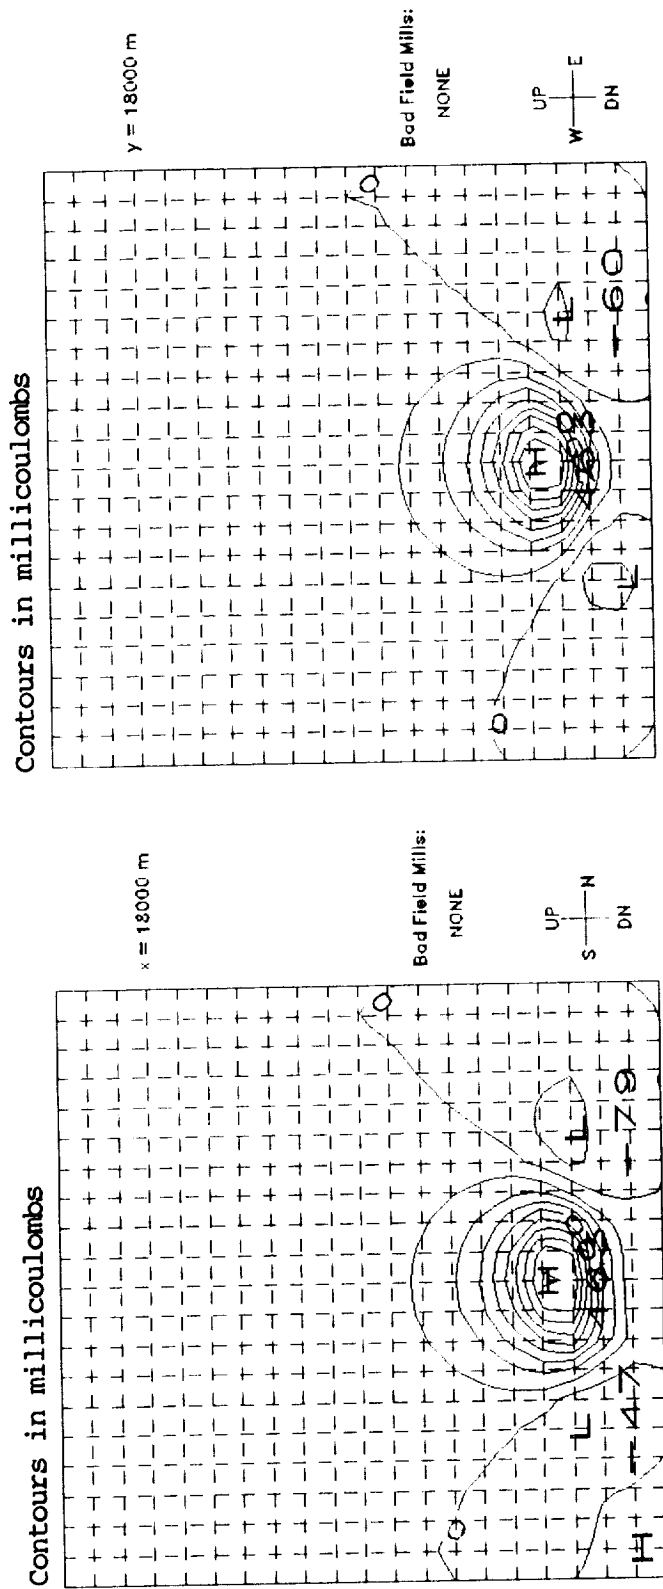 Contours in millicoulombs
x = 18000 m
Bad Field Mills:
NONE
UP
S
N
DN
0
0
H
L
L
H
-47
-79
Contours in millicoulombs
y = 18000 m
Bad Field Mills:
NONE
UP
W
E
DN
0
0
H
L
L
-60